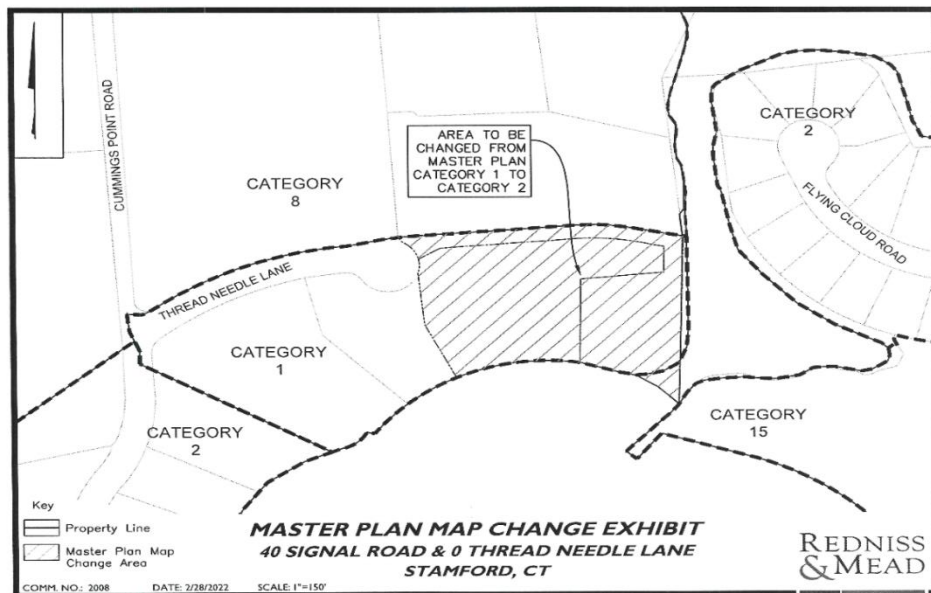 CUMMINGS POINT ROAD
CATEGORY
8
AREA TO BE
CHANGED FROM
MASTER PLAN
CATEGORY 1 TO
CATEGORY 2
CATEGORY
2
FLYING CLOUD ROAD
THREAD NEEDLE LANE
CATEGORY
1
CATEGORY
2
CATEGORY
15
Key
Property Line
Master Plan Map
Change Area
MASTER PLAN MAP CHANGE EXHIBIT
40 SIGNAL ROAD & 0 THREAD NEEDLE LANE
STAMFORD, CT
REDNISS
& MEAD
COMM. NO.: 2008 DATE: 2/28/2022 SCALE: 1"=150'